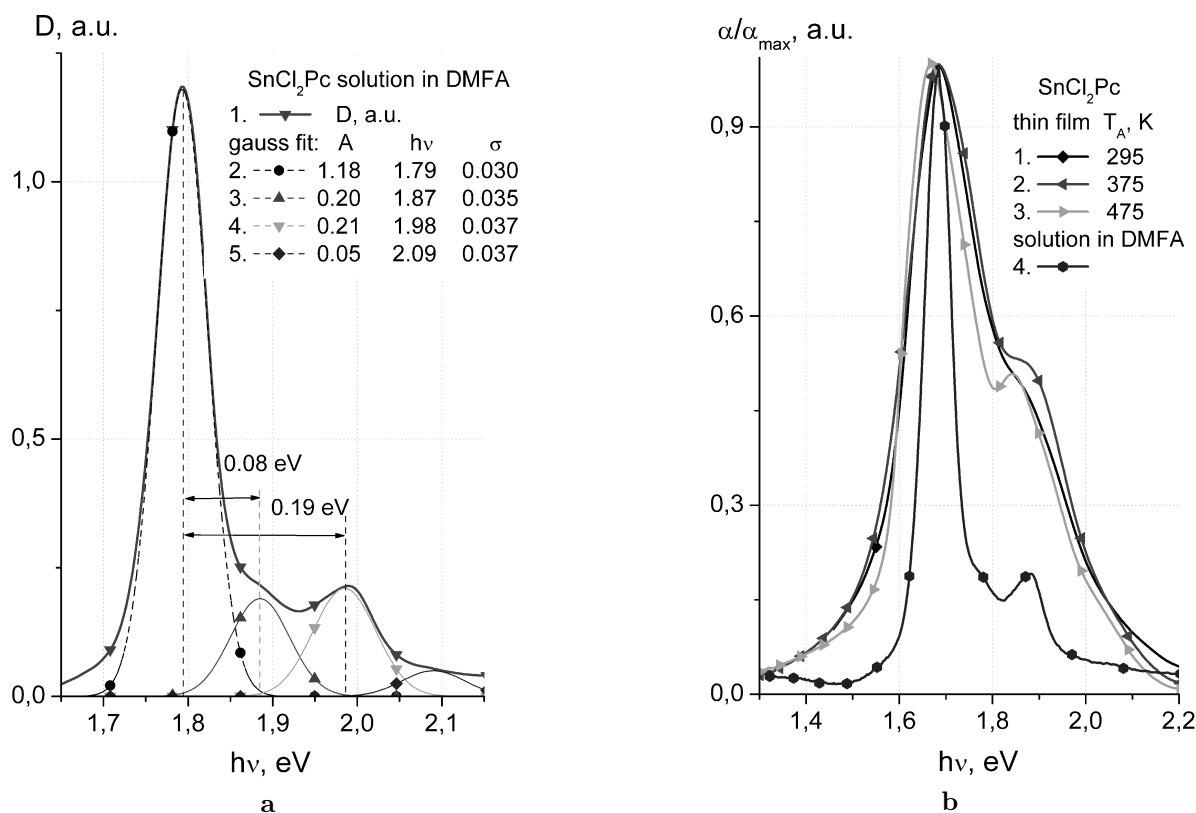 D, a.u.
SnCl₂Pc solution in DMFA
1. D, a.u.
gauss fit: A hν σ
2. 1.18 1.79 0.030
3. 0.20 1.87 0.035
4. 0.21 1.98 0.037
5. 0.05 2.09 0.037
1,0
0,5
0,0
0.08 eV
0.19 eV
1,7 1,8 1,9 2,0 2,1
hν, eV
a
α/αmax, a.u.
SnCl₂Pc
thin film T_A, K
1. 295
2. 375
3. 475
solution in DMFA
4.
0,9
0,6
0,3
0,0
1,4 1,6 1,8 2,0 2,2
hν, eV
b